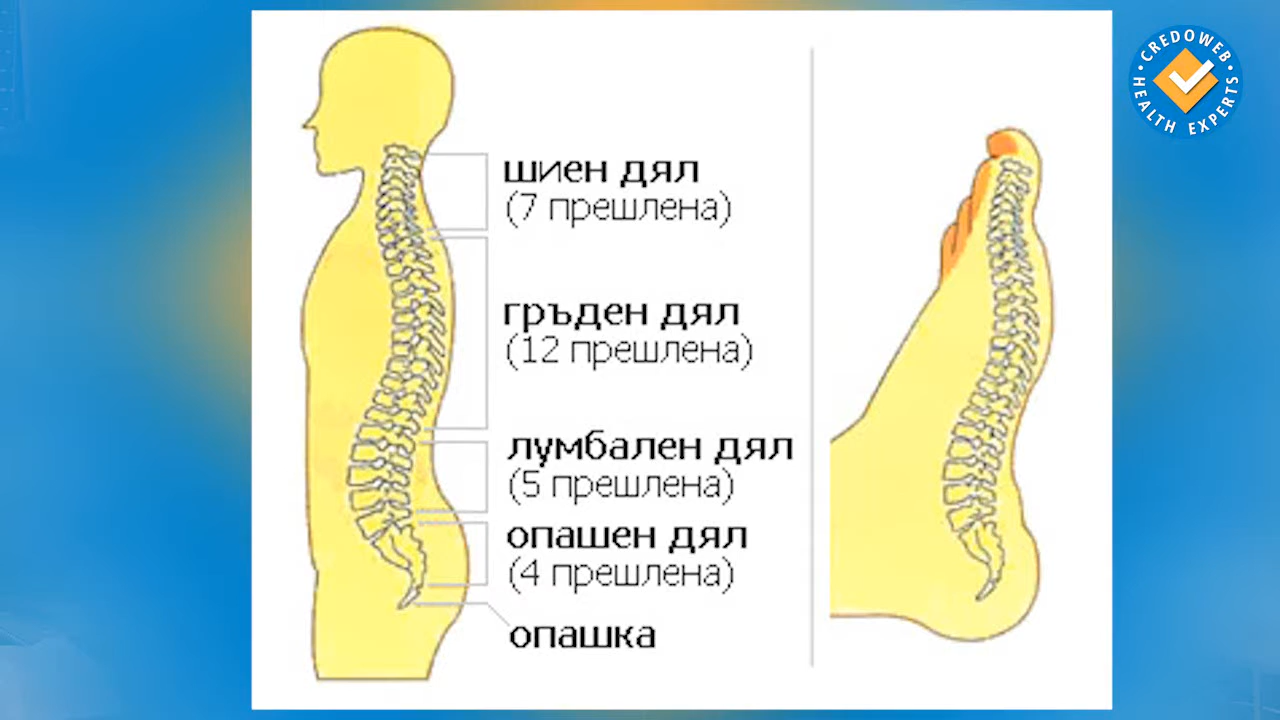 шиен дял
(7 прешлена)
гръден дял
(12 прешлена)
лумбален дял
(5 прешлена)
опашен дял
(4 прешлена)
опашка
CREDOWEB
HEALTH EXPERTS